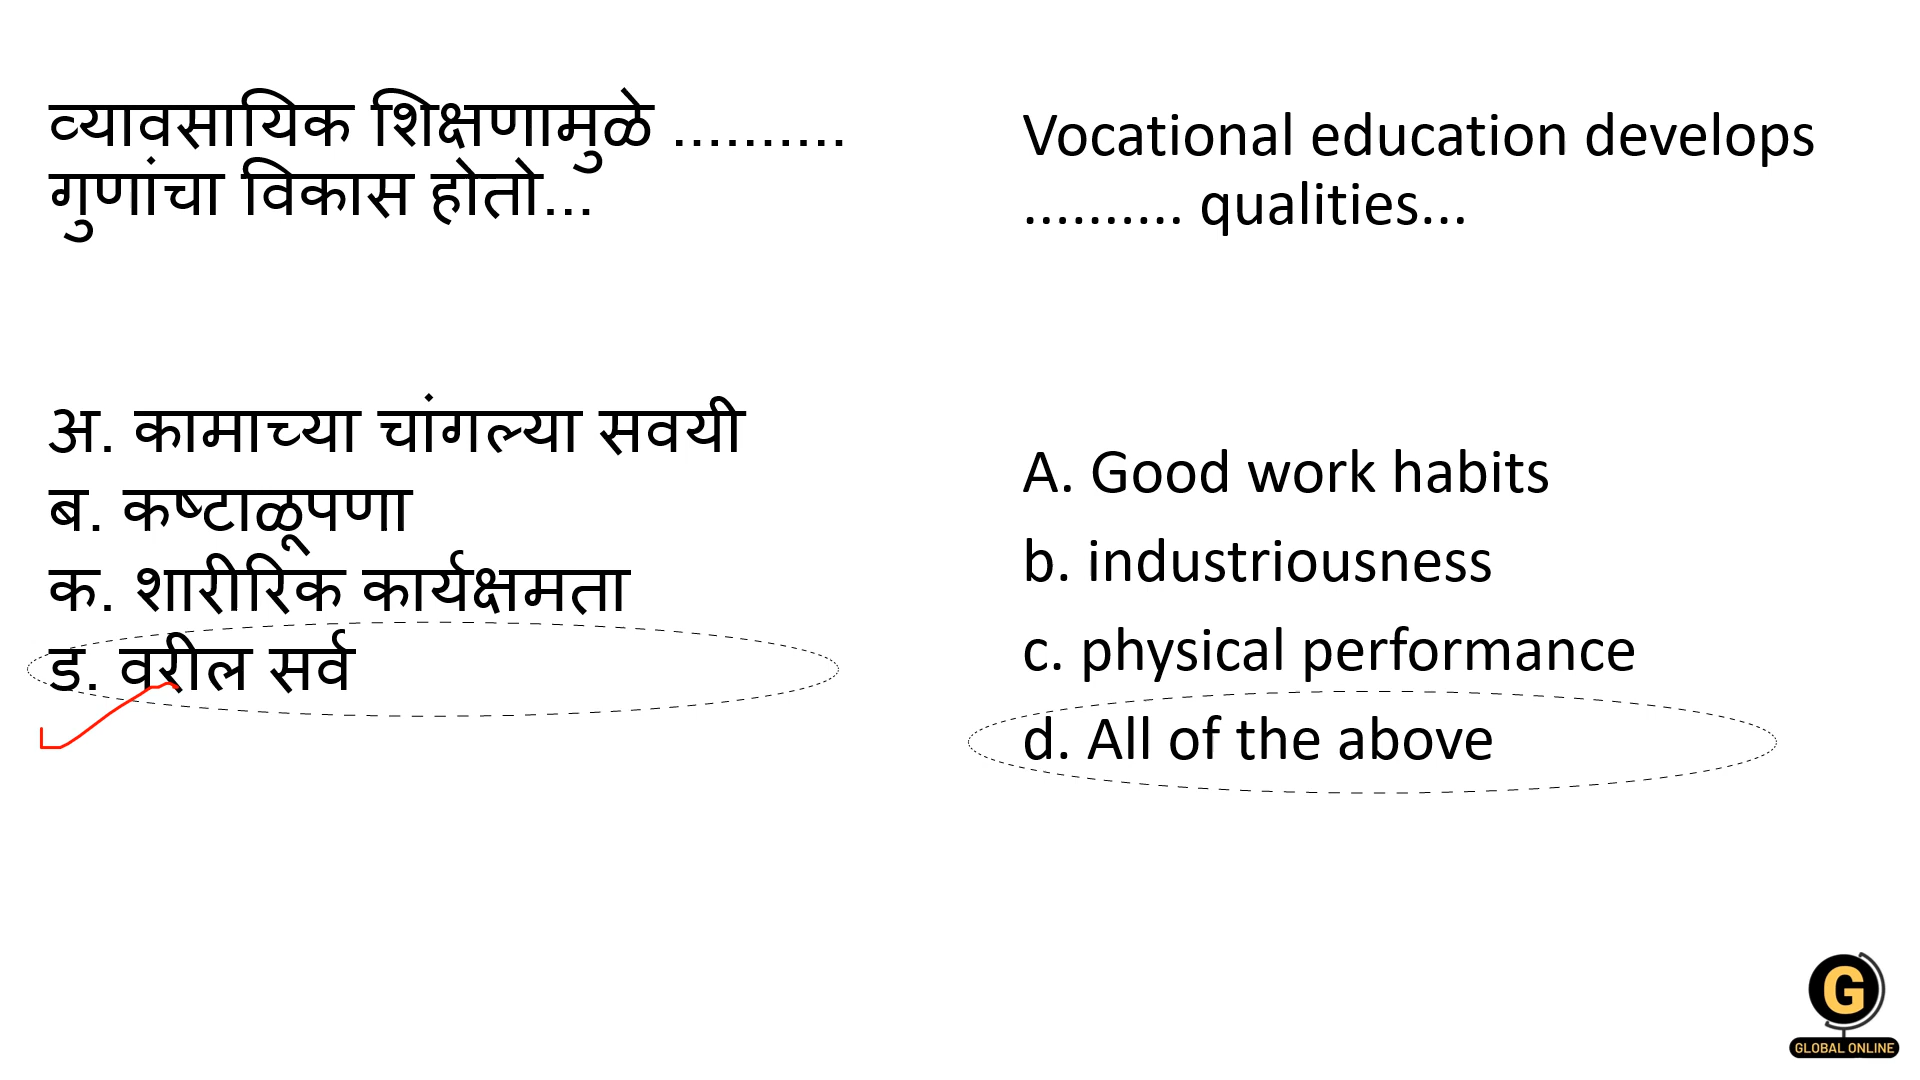 व्यावसायिक शिक्षणामुळे ..........
गुणांचा विकास होतो...
अ. कामाच्या चांगल्या सवयी
ब. कष्टाळूपणा
क. शारीरिक कार्यक्षमता
ड. वरील सर्व
Vocational education develops
.......... qualities...
A. Good work habits
b. industriousness
c. physical performance
d. All of the above
G
GLOBAL ONLINE